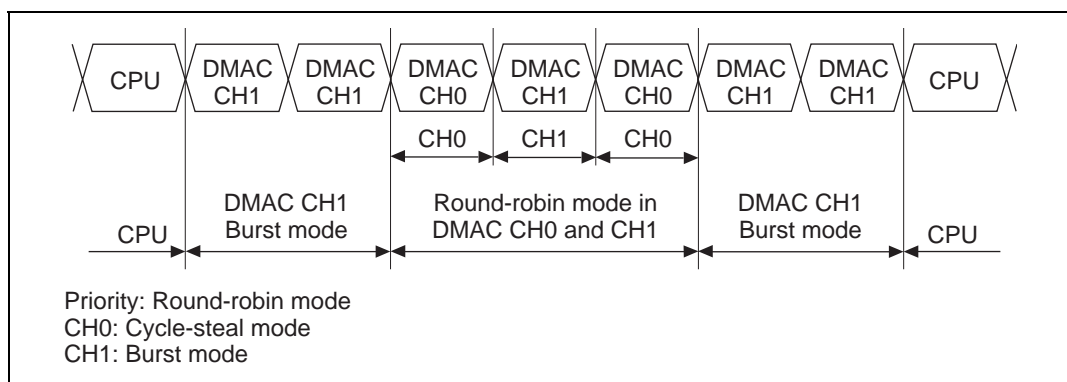 CPU DMAC CH1 DMAC CH1 DMAC CH0 DMAC CH1 DMAC CH0 DMAC CH1 DMAC CH1 CPU
CH0 CH1 CH0
CPU DMAC CH1 Burst mode Round-robin mode in DMAC CH0 and CH1 DMAC CH1 Burst mode CPU
Priority: Round-robin mode
CH0: Cycle-steal mode
CH1: Burst mode